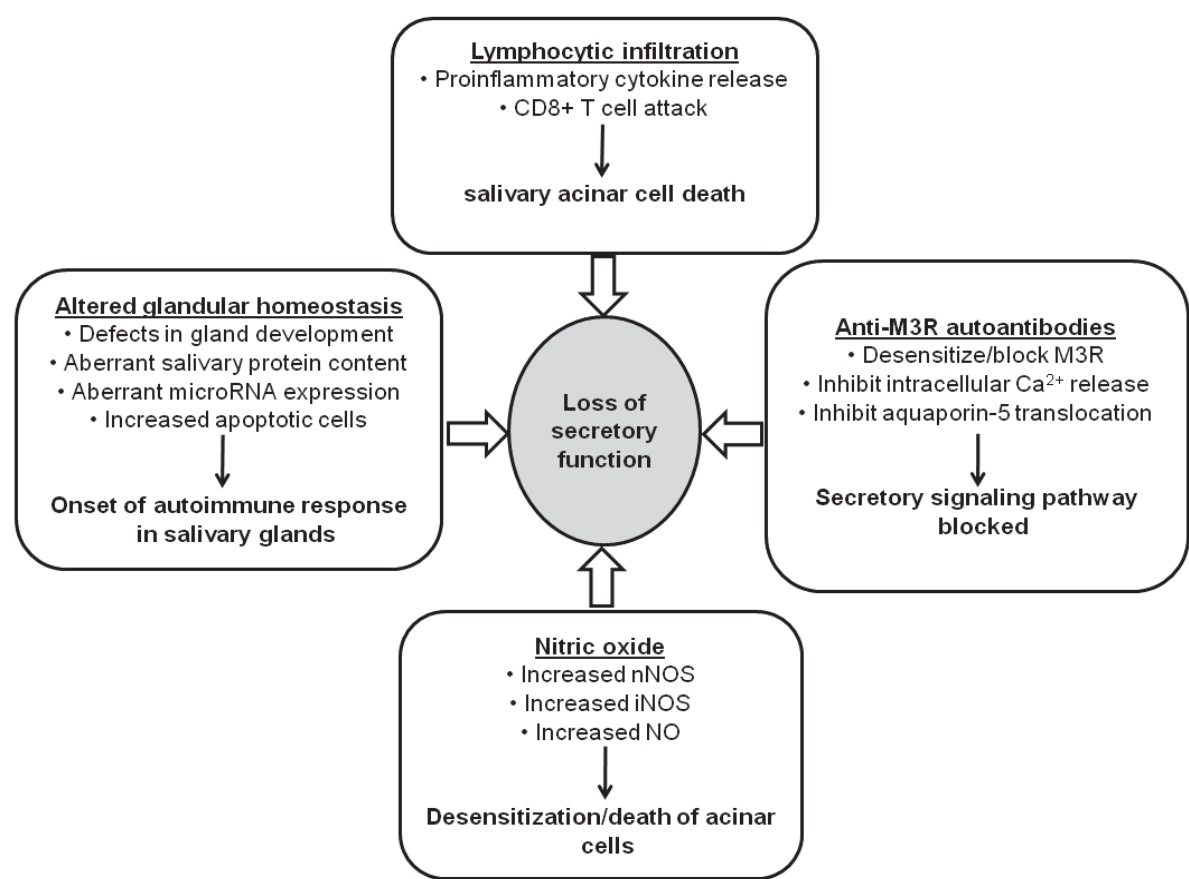 Lymphocytic infiltration
• Proinflammatory cytokine release
• CD8+ T cell attack
salivary acinar cell death
Altered glandular homeostasis
• Defects in gland development
• Aberrant salivary protein content
• Aberrant microRNA expression
• Increased apoptotic cells
Onset of autoimmune response
in salivary glands
Loss of
secretory
function
Anti-M3R autoantibodies
• Desensitize/block M3R
• Inhibit intracellular Ca²⁺ release
• Inhibit aquaporin-5 translocation
Secretory signaling pathway
blocked
Nitric oxide
• Increased nNOS
• Increased iNOS
• Increased NO
Desensitization/death of acinar
cells